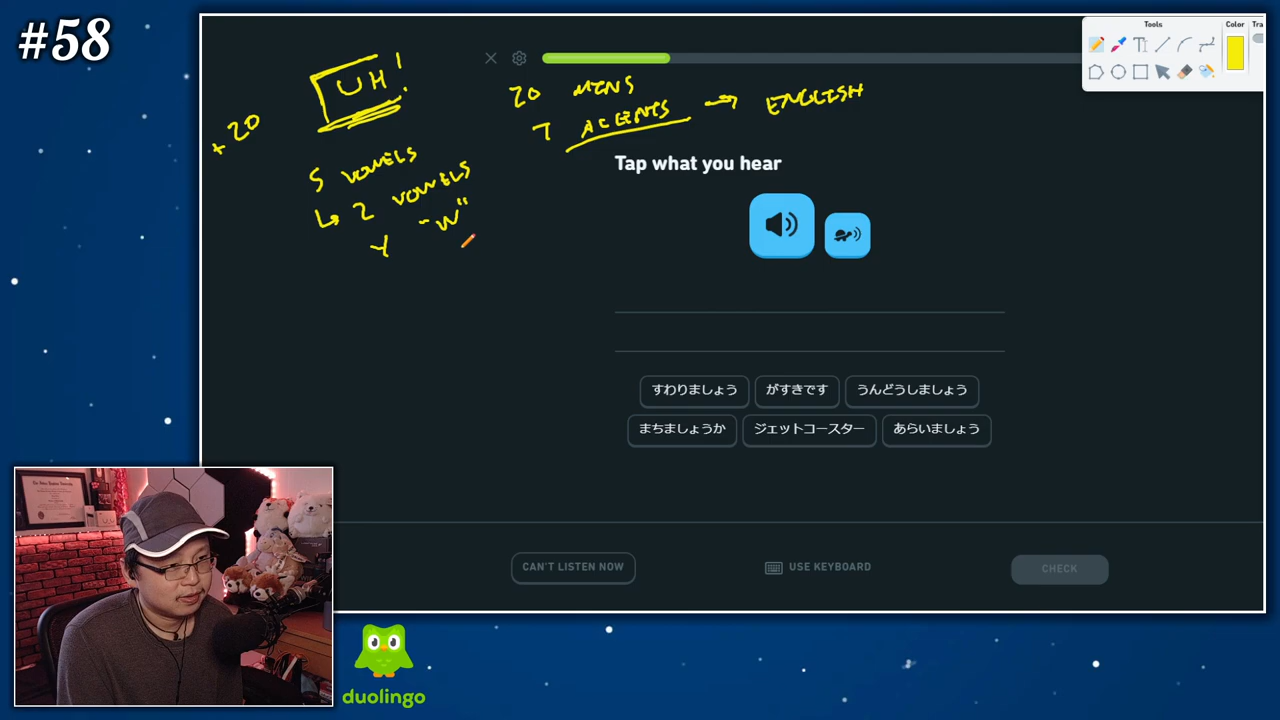 #58
UH!
+20
5 VOWELS
↳ 2 VOWELS
Y "W"
20 MINS
7 ACCENTS → ENGLISH
Tools
Color
Tra
Tap what you hear
すわりましょう がすきです うんどうしましょう
まちましょうか ジェットコースター あらいましょう
CAN'T LISTEN NOW
USE KEYBOARD
CHECK
duolingo